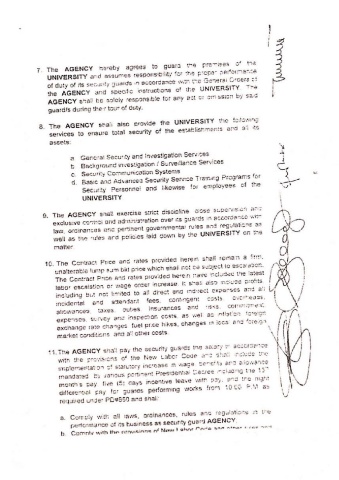 7. The AGENCY hereby agrees to guard the premises of the
UNIVERSITY and assumes responsibility for the proper performance
of duty of its security guards in accordance with the General Orders of
the AGENCY and specific instructions of the UNIVERSITY. The
AGENCY shall be solely responsible for any act or omission by said
guards during their tour of duty.
8. The AGENCY shall also provide the UNIVERSITY the following
services to ensure total security of the establishments and all its
assets:
a. General Security and Investigation Services
b. Background investigation / Surveillance Services
c. Security Communication Systems
d. Basic and Advanced Security Service Training Programs for
Security Personnel and likewise for employees of the
UNIVERSITY
9. The AGENCY shall exercise strict discipline, close supervision and
exclusive control and administration over its guards in accordance with
law, ordinances and pertinent governmental rules and regulations as
well as the rules and policies laid down by the UNIVERSITY on the
matter.
10. The Contract Price and rates provided herein shall remain a firm,
unalterable lump sum bid price which shall not be subject to escalation.
The Contract Price and rates provided herein have included the latest
labor escalation or wage order increase. It shall also include profits,
including but not limited to all direct and indirect expenses and all
incidental and attendant fees, contingent costs, overheads,
allowances, taxes, duties, insurances and risks, commitment
expenses, survey and inspection costs, as well as inflation, foreign
exchange rate changes, fuel price hikes, changes in local and foreign
market conditions, and all other costs.
11. The AGENCY shall pay the security guards the salary in accordance
with the provisions of the New Labor Code and shall include the
implementation of statutory increase in wage, benefits and allowance
mandated by various pertinent Presidential Decree including the 13th
month's pay, five (5) days incentive leave with pay, and the night
differential pay for guards performing works from 10:00 P.M as
required under PD#850 and shall:
a. Comply with all laws, ordinances, rules and regulations in the
performance of its business as security guard AGENCY.
b. Comply with the provisions of New Labor Code and other laws and